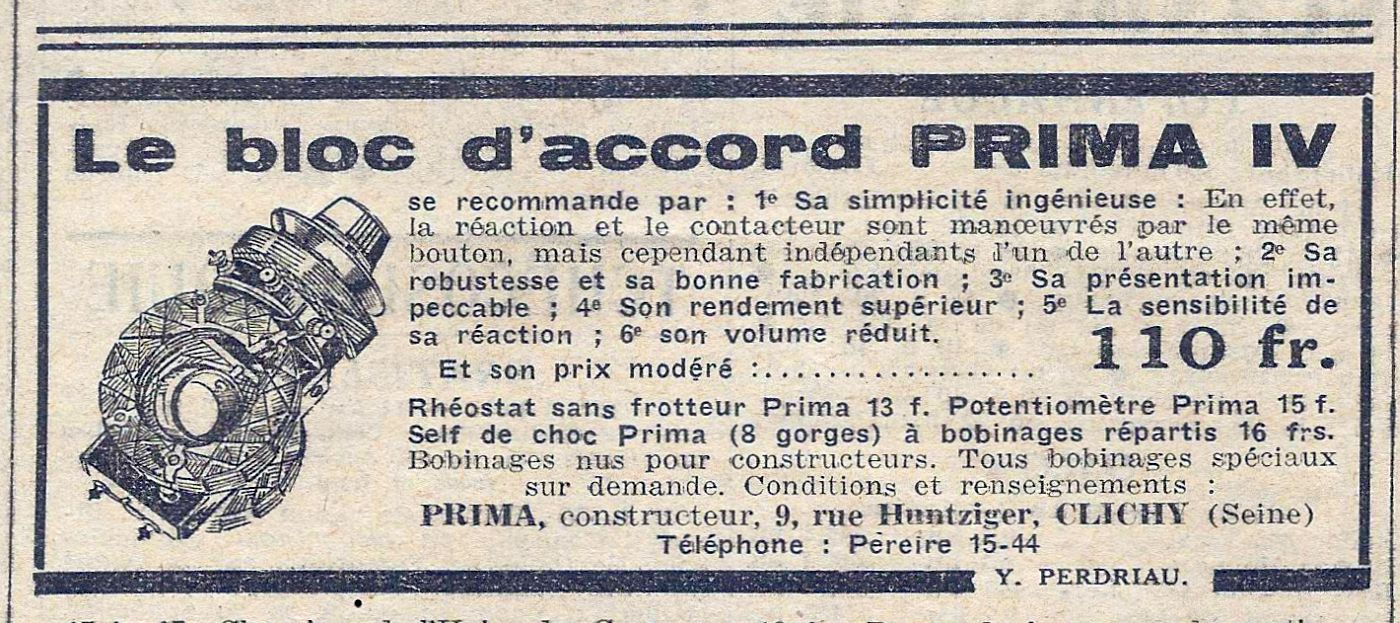 Le bloc d'accord PRIMA IV
se recommande par : 1e Sa simplicité ingénieuse : En effet,
la réaction et le contacteur sont manœuvrés par le même
bouton, mais cependant indépendants l'un de l'autre ; 2e Sa
robustesse et sa bonne fabrication ; 3e Sa présentation im-
peccable ; 4e Son rendement supérieur ; 5e La sensibilité de
sa réaction ; 6e son volume réduit.
Et son prix modéré :.................. 110 fr.
Rhéostat sans frotteur Prima 13 f. Potentiomètre Prima 15 f.
Self de choc Prima (8 gorges) à bobinages répartis 16 frs.
Bobinages nus pour constructeurs. Tous bobinages spéciaux
sur demande. Conditions et renseignements :
PRIMA, constructeur, 9, rue Huntziger, CLICHY (Seine)
Téléphone : Péreire 15-44
Y. PERDRIAU.